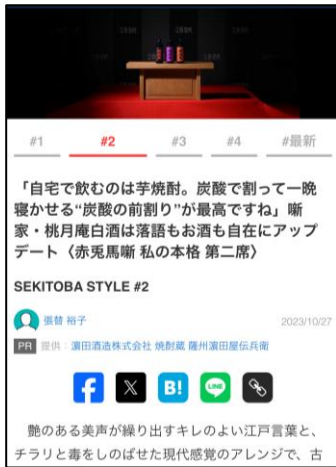 #1 #2 #3 #4 #最新
「自宅で飲むのは芋焼酎。炭酸で割って一晩
寝かせる“炭酸の前割り”が最高ですね」噺
家・桃月庵白酒は落語もお酒も自在にアップ
デート〈赤兎馬噺 私の本格 第二席〉
SEKITOBA STYLE #2
張替 裕子 2023/10/27
PR 提供：濵田酒造株式会社 焼酎蔵 薩州濵田屋伝兵衛
B!
LINE
艶のある美声が繰り出すキレのよい江戸言葉と、
チラリと毒をしのばせた現代感覚のアレンジで、古